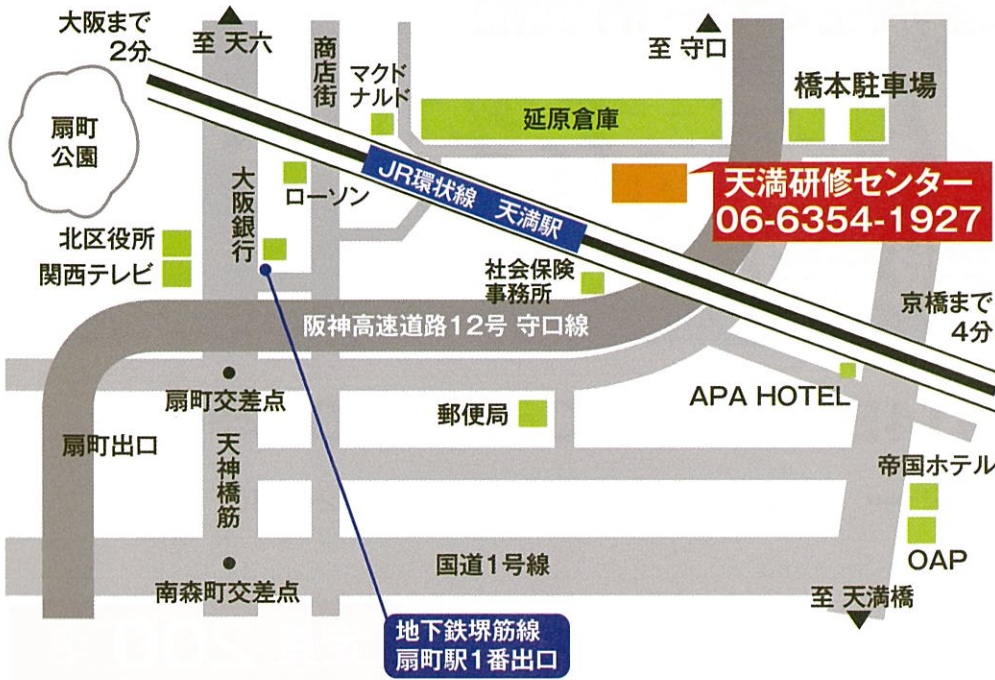 大阪まで
2分
至 天六
商店街
マクド
ナルド
至 守口
橋本駐車場
延原倉庫
扇町
公園
大阪銀行
ローソン
JR環状線 天満駅
天満研修センター
06-6354-1927
北区役所
関西テレビ
社会保険
事務所
京橋まで
4分
阪神高速道路12号 守口線
扇町交差点
APA HOTEL
郵便局
扇町出口
天神橋筋
帝国ホテル
OAP
国道1号線
南森町交差点
至 天満橋
地下鉄堺筋線
扇町駅1番出口